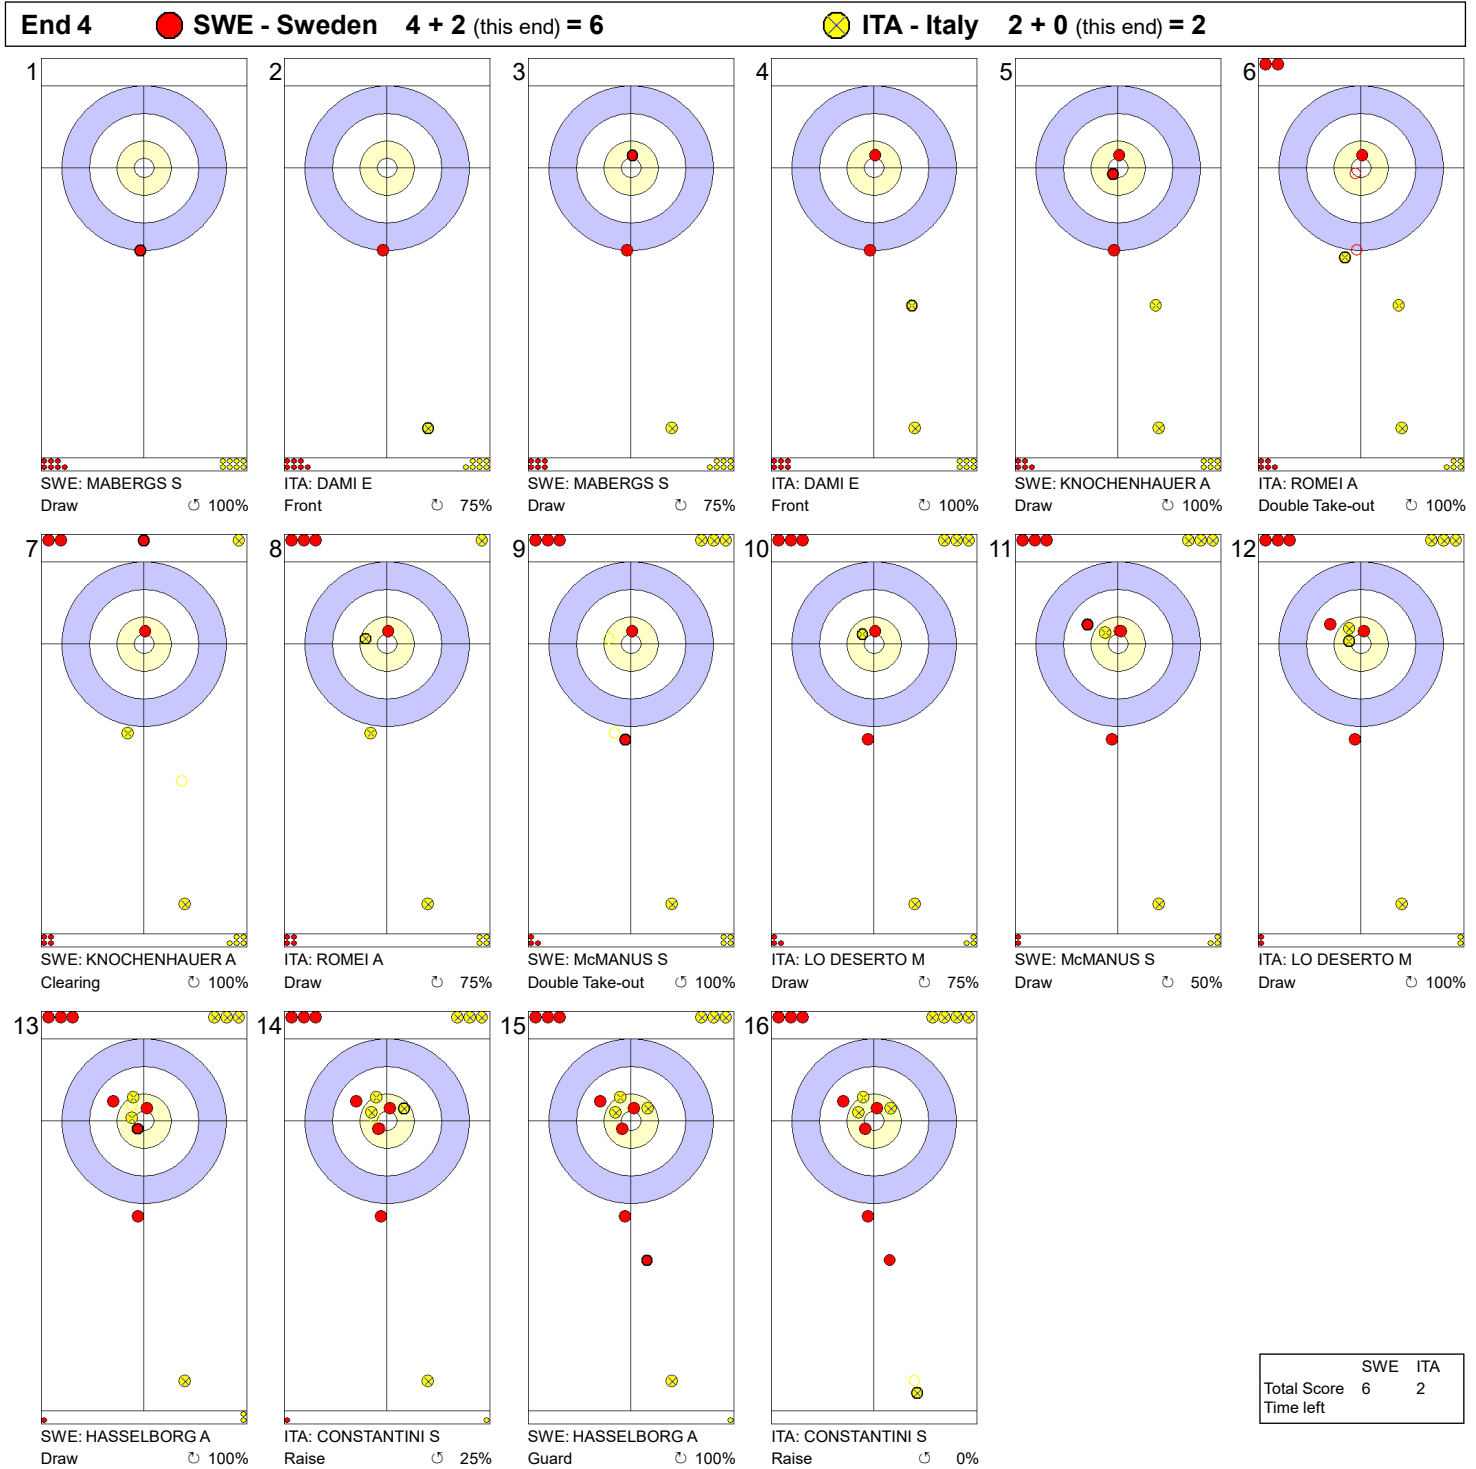 End 4 SWE - Sweden 4 + 2 (this end) = 6 ITA - Italy 2 + 0 (this end) = 2
1 2 3 4 5 6
SWE: MABERGS S ITA: DAMI E SWE: MABERGS S ITA: DAMI E SWE: KNOCHENHAUER A ITA: ROMEI A
Draw ↻ 100% Front ↻ 75% Draw ↻ 75% Front ↻ 100% Draw ↻ 100% Double Take-out ↻ 100%
7 8 9 10 11 12
SWE: KNOCHENHAUER A ITA: ROMEI A SWE: McMANUS S ITA: LO DESERTO M SWE: McMANUS S ITA: LO DESERTO M
Clearing ↻ 100% Draw ↻ 75% Double Take-out ↺ 100% Draw ↻ 75% Draw ↻ 50% Draw ↻ 100%
13 14 15 16
SWE: HASSELBORG A ITA: CONSTANTINI S SWE: HASSELBORG A ITA: CONSTANTINI S
Draw ↻ 100% Raise ↺ 25% Guard ↻ 100% Raise ↺ 0%
SWE ITA
Total Score 6 2
Time left